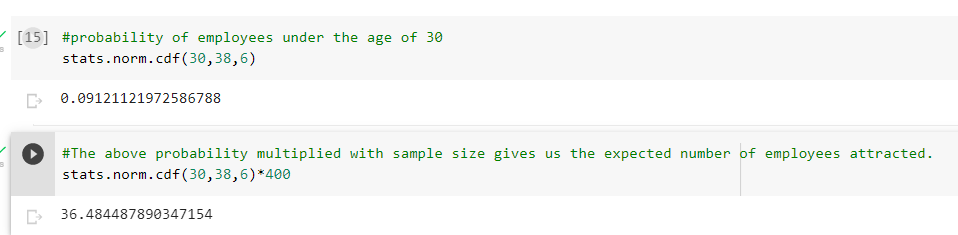 [15] #probability of employees under the age of 30
stats.norm.cdf(30,38,6)
0.09121121972586788
#The above probability multiplied with sample size gives us the expected number of employees attracted.
stats.norm.cdf(30,38,6)*400
36.484487890347154